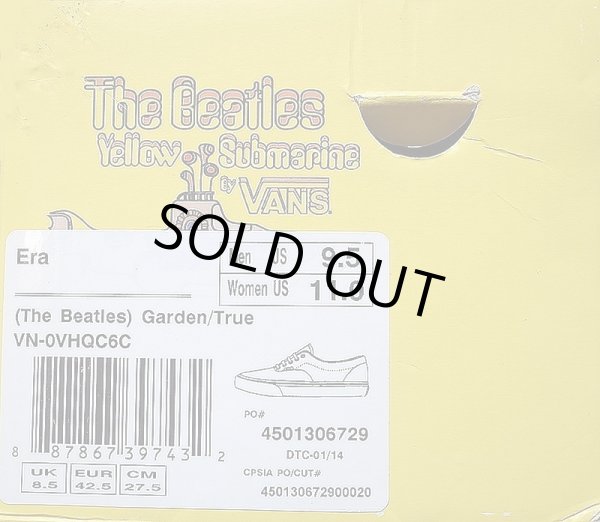 The Beatles
Yellow Submarine
By VANS
SOLD OUT
Era
Men US 9.5
Women US 11.0
(The Beatles) Garden/True
VN-0VHQC6C
8 87867 39743 2
PO#
4501306729
DTC-01/14
CPSIA PO/CUT#
450130672900020
UK EUR CM
8.5 42.5 27.5